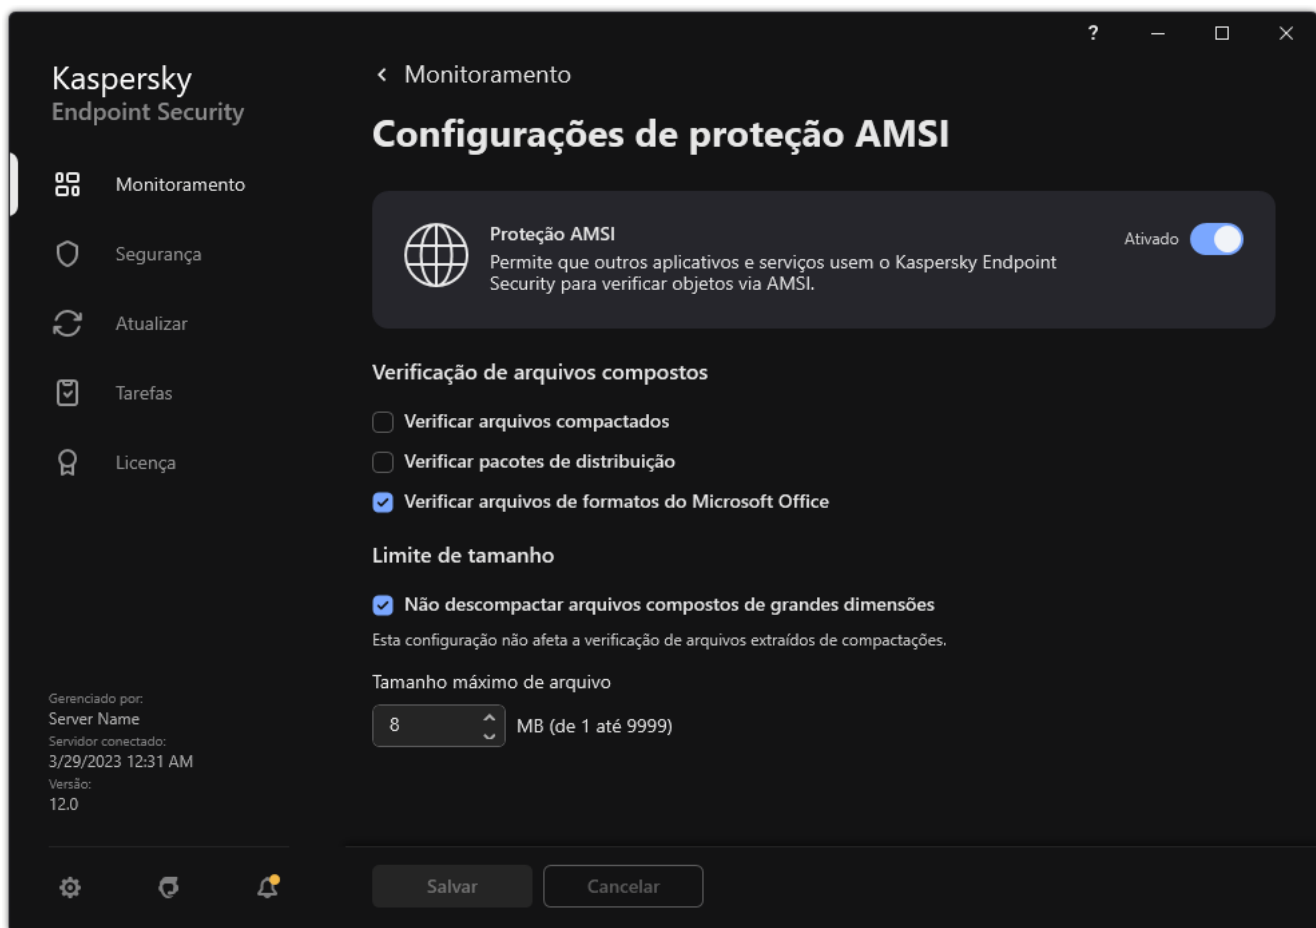 ?
Kaspersky
Endpoint Security
Monitoramento
Segurança
Atualizar
Tarefas
Licença
Gerenciado por:
Server Name
Servidor conectado:
3/29/2023 12:31 AM
Versão:
12.0
Monitoramento
Configurações de proteção AMSI
Proteção AMSI
Permite que outros aplicativos e serviços usem o Kaspersky Endpoint
Security para verificar objetos via AMSI.
Ativado
Verificação de arquivos compostos
Verificar arquivos compactados
Verificar pacotes de distribuição
Verificar arquivos de formatos do Microsoft Office
Limite de tamanho
Não descompactar arquivos compostos de grandes dimensões
Esta configuração não afeta a verificação de arquivos extraídos de compactações.
Tamanho máximo de arquivo
8 MB (de 1 até 9999)
Salvar
Cancelar